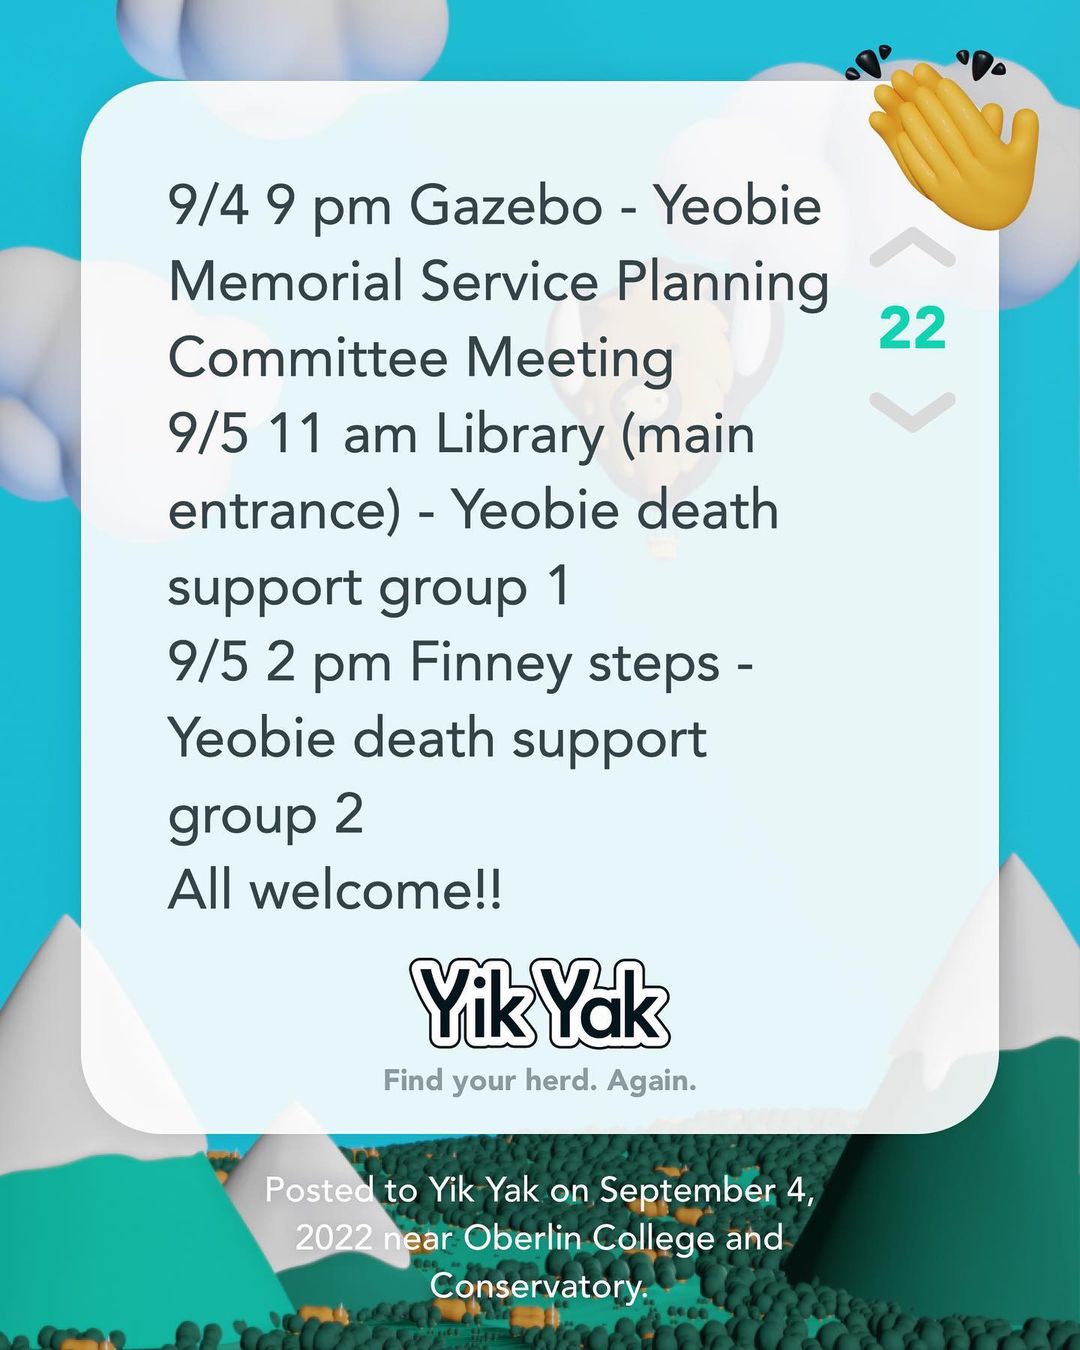 9/4 9 pm Gazebo - Yeobie
Memorial Service Planning
Committee Meeting
9/5 11 am Library (main
entrance) - Yeobie death
support group 1
9/5 2 pm Finney steps -
Yeobie death support
group 2
All welcome!!
22
Yik Yak
Find your herd. Again.
Posted to Yik Yak on September 4,
2022 near Oberlin College and
Conservatory.